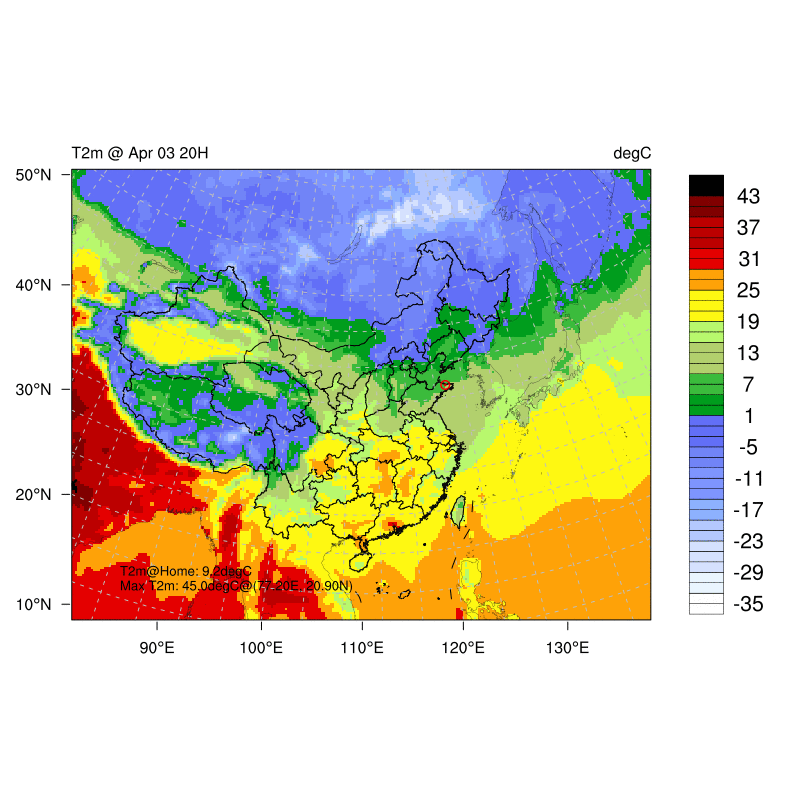 T2m @ Apr 03 20H
degC
50°N
40°N
30°N
20°N
10°N
90°E
100°E
110°E
120°E
130°E
43
37
31
25
19
13
7
1
-5
-11
-17
-23
-29
-35
T2m@Home: 9.2degC
Max T2m: 45.0degC@(77.20E, 20.90N)